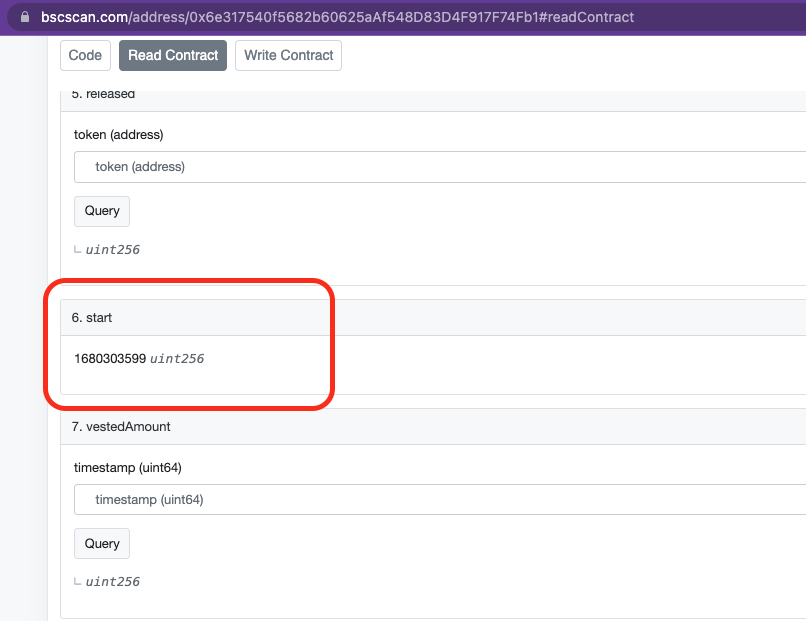 bscscan.com/address/0x6e317540f5682b60625aAf548D83D4F917F74Fb1#readContract
Code Read Contract Write Contract
5. released
token (address)
token (address)
Query
uint256
6. start
1680303599 uint256
7. vestedAmount
timestamp (uint64)
timestamp (uint64)
Query
uint256